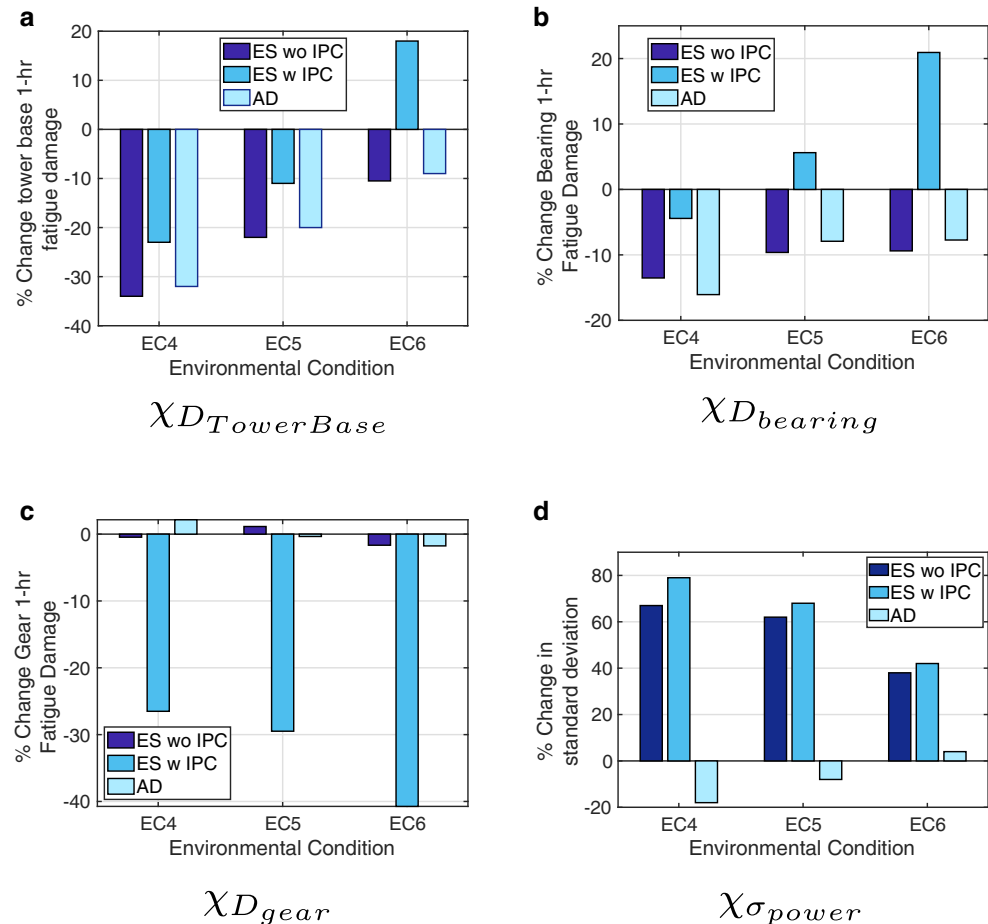 a
% Change tower base 1-hr
fatigue damage
20
10
0
-10
-20
-30
-40
ES wo IPC
ES w IPC
AD
EC4 EC5 EC6
Environmental Condition
χD_TowerBase
b
% Change Bearing 1-hr
Fatigue Damage
20
10
0
-10
-20
ES wo IPC
ES w IPC
AD
EC4 EC5 EC6
Environmental Condition
χD_bearing
c
% Change Gear 1-hr
Fatigue Damage
0
-10
-20
-30
-40
ES wo IPC
ES w IPC
AD
EC4 EC5 EC6
Environmental Condition
χD_gear
d
% Change in
standard deviation
80
60
40
20
0
-20
ES wo IPC
ES w IPC
AD
EC4 EC5 EC6
Environmental Condition
χσ_power